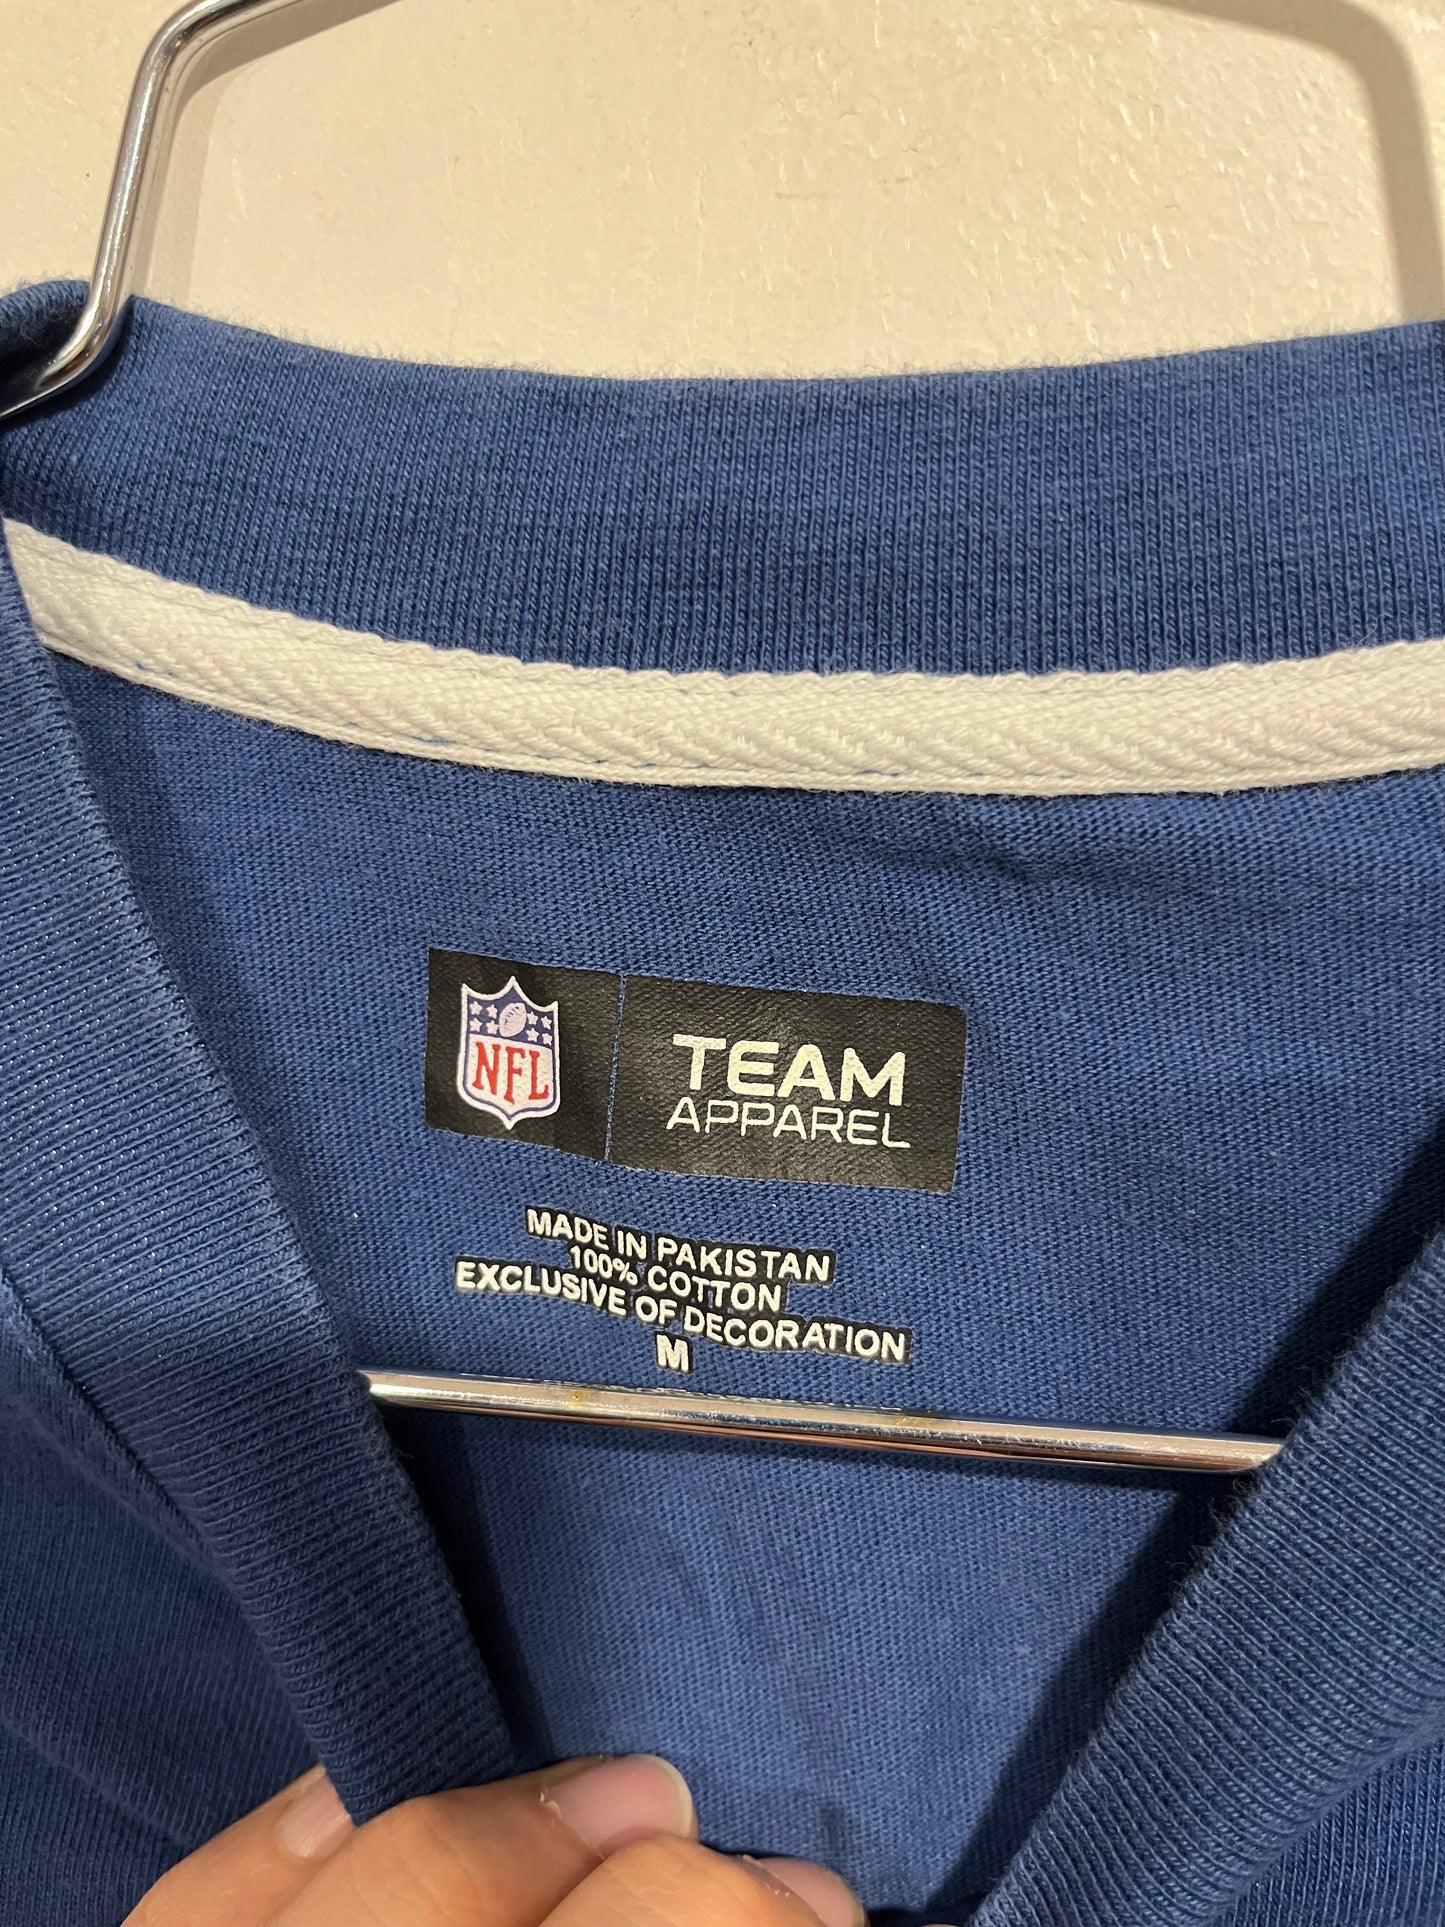 NFL
TEAM
APPAREL
MADE IN PAKISTAN
100% COTTON
EXCLUSIVE OF DECORATION
M